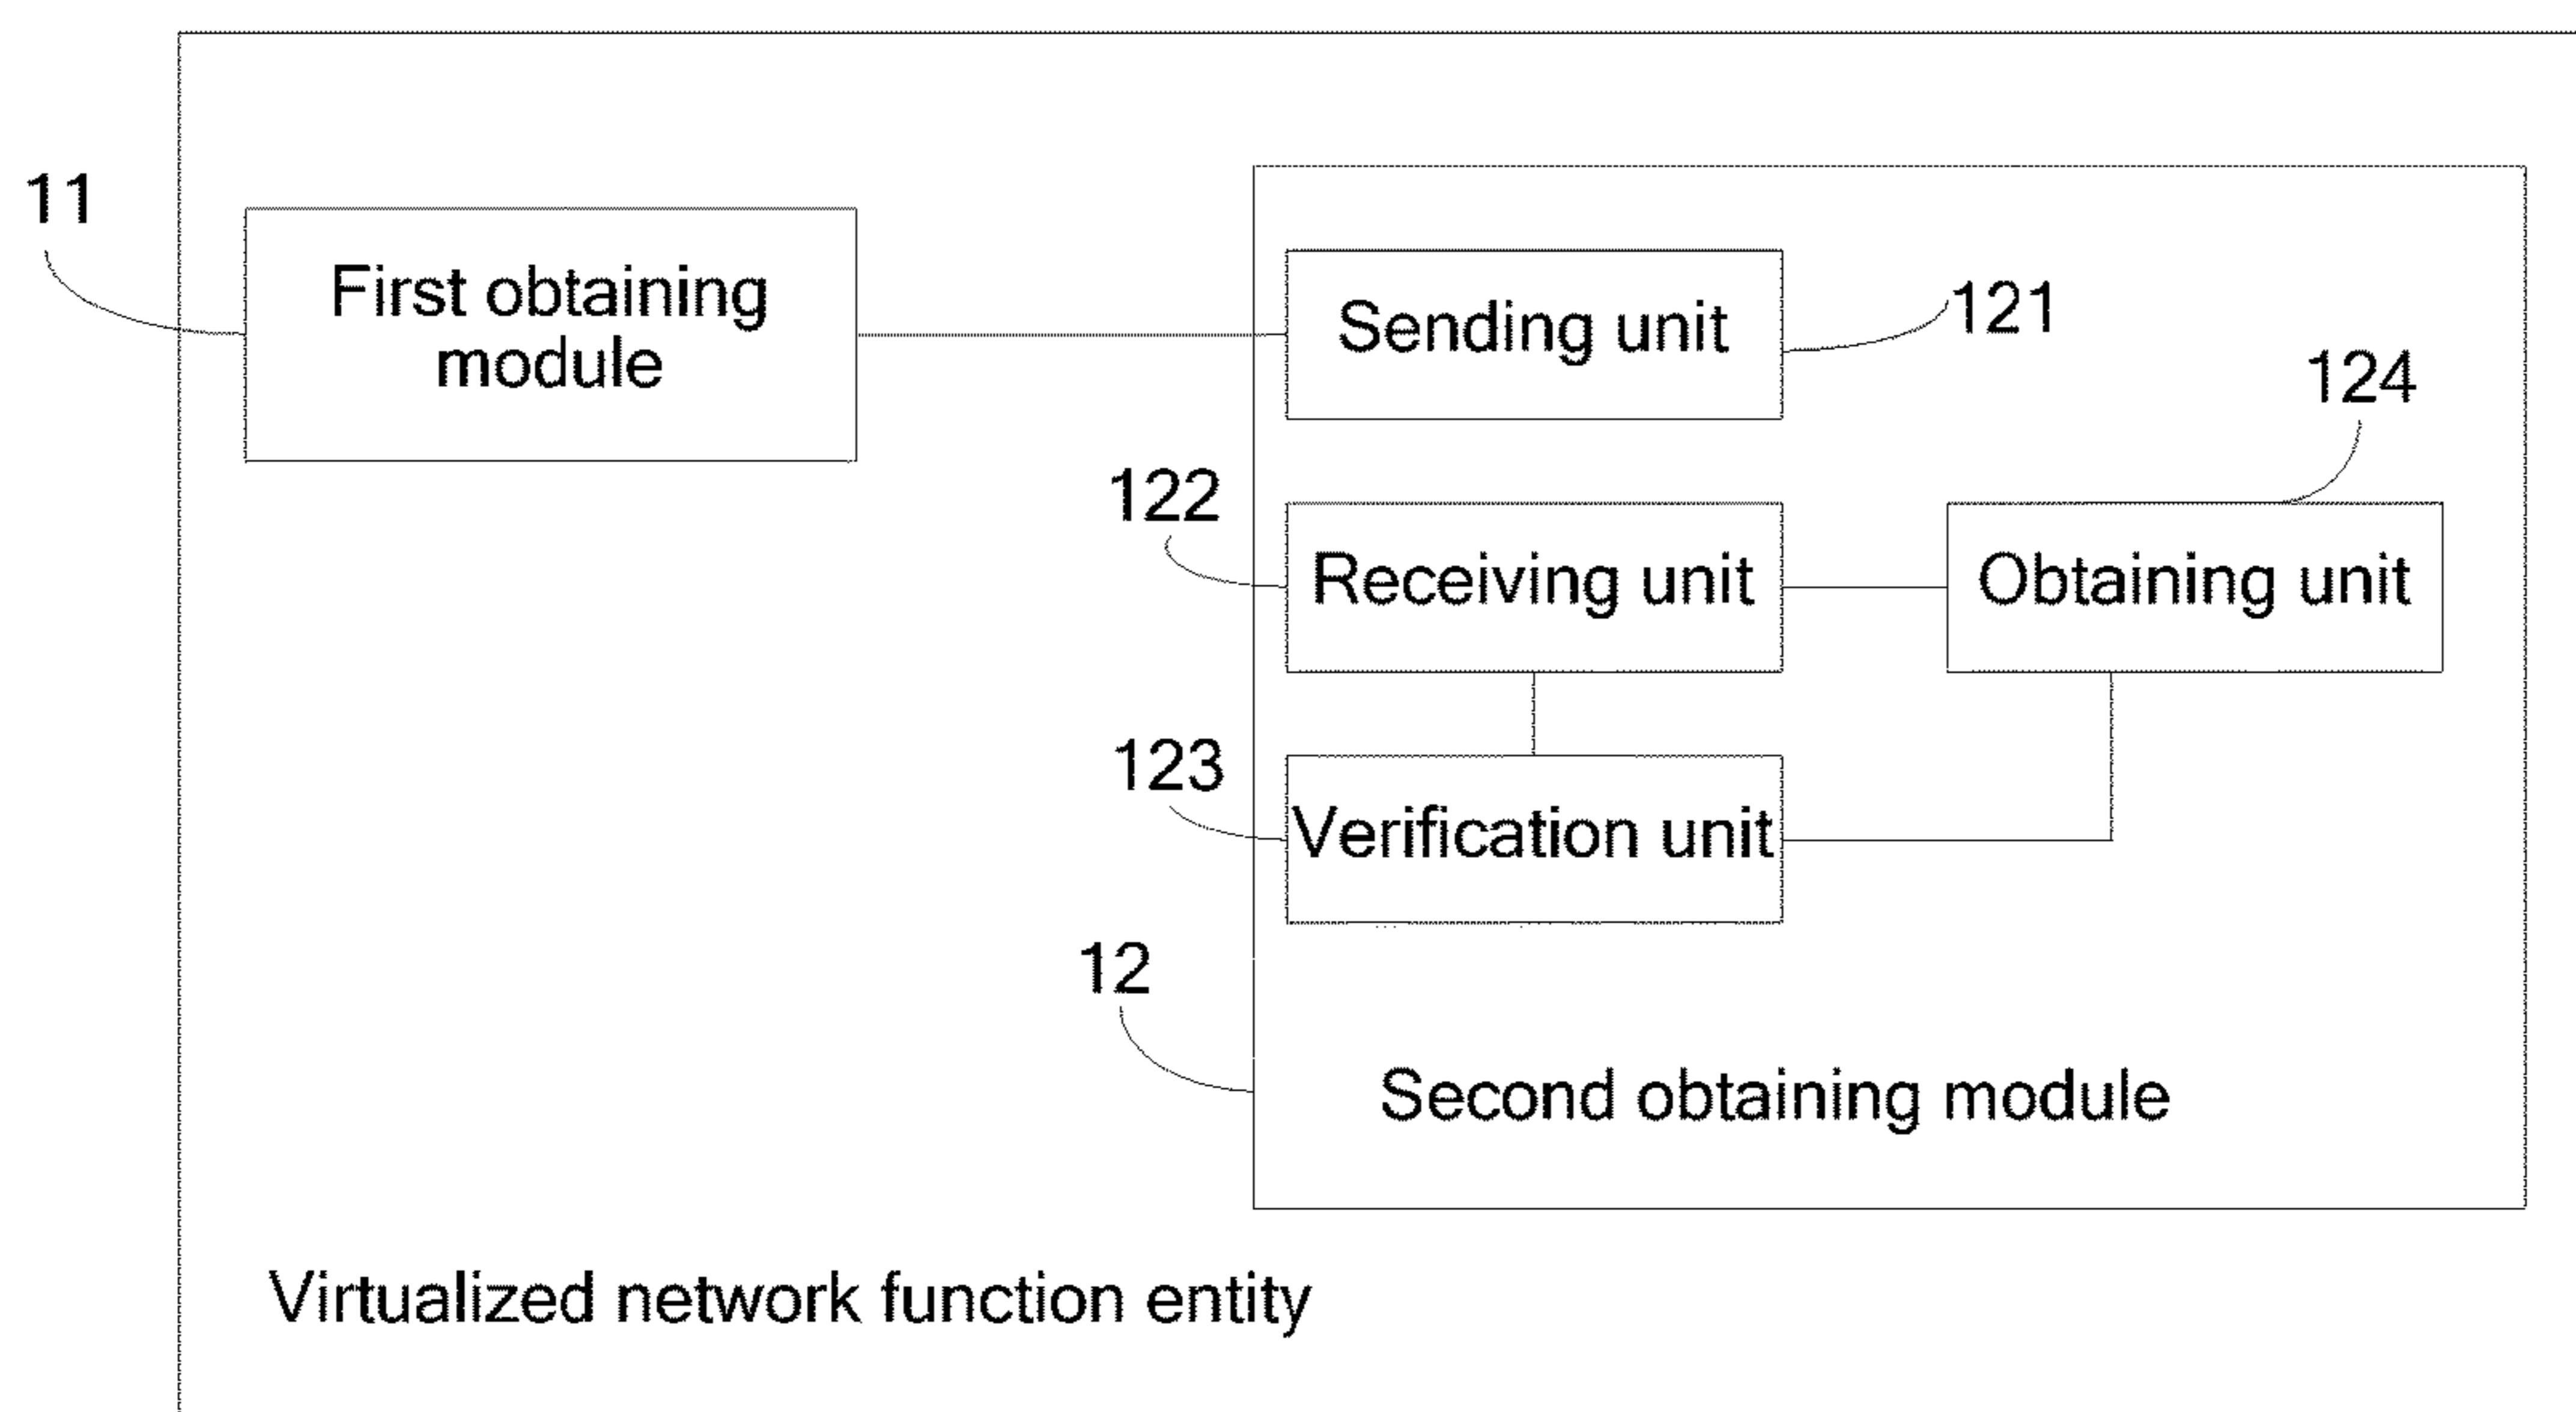 11
First obtaining
module
Sending unit
121
124
122
Receiving unit
Obtaining unit
123
Verification unit
12
Second obtaining module
Virtualized network function entity